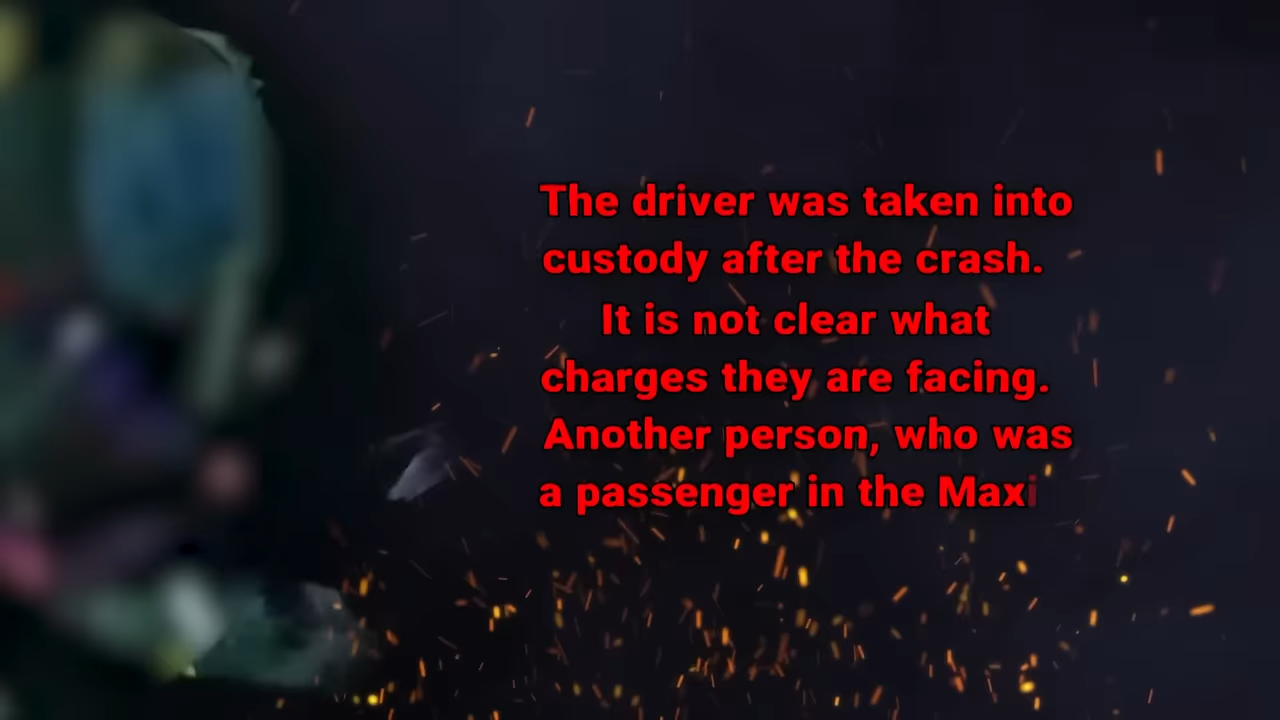 The driver was taken into
custody after the crash.
It is not clear what
charges they are facing.
Another person, who was
a passenger in the Maxi